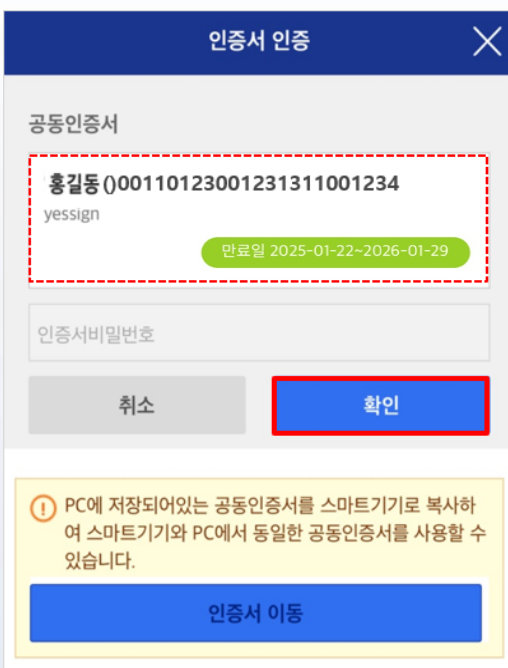 인증서 인증
공동인증서
홍길동()001101230012313110​01234
yessign
만료일 2025-01-22~2026-01-29
인증서비밀번호
취소
확인
PC에 저장되어있는 공동인증서를 스마트기기로 복사하
여 스마트기기와 PC에서 동일한 공동인증서를 사용할 수
있습니다.
인증서 이동